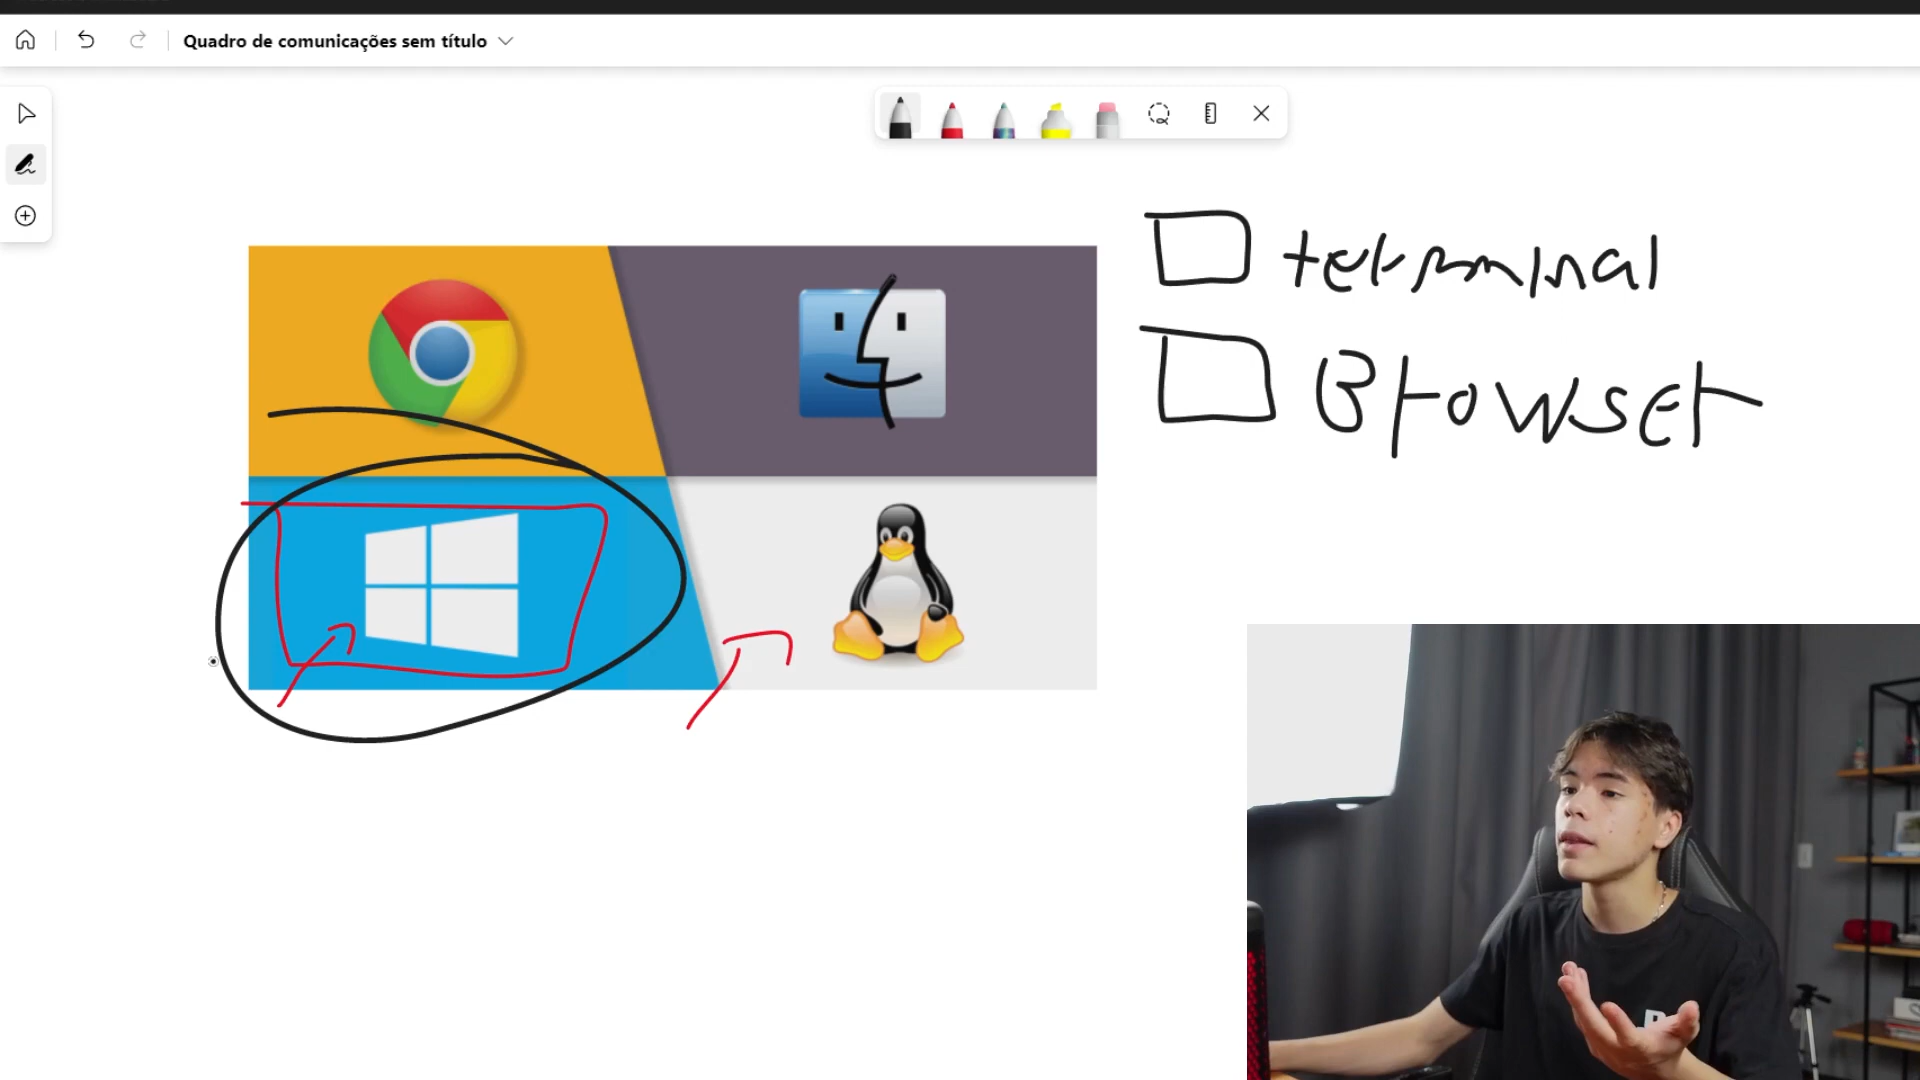 Quadro de comunicações sem título
terminal
Browser